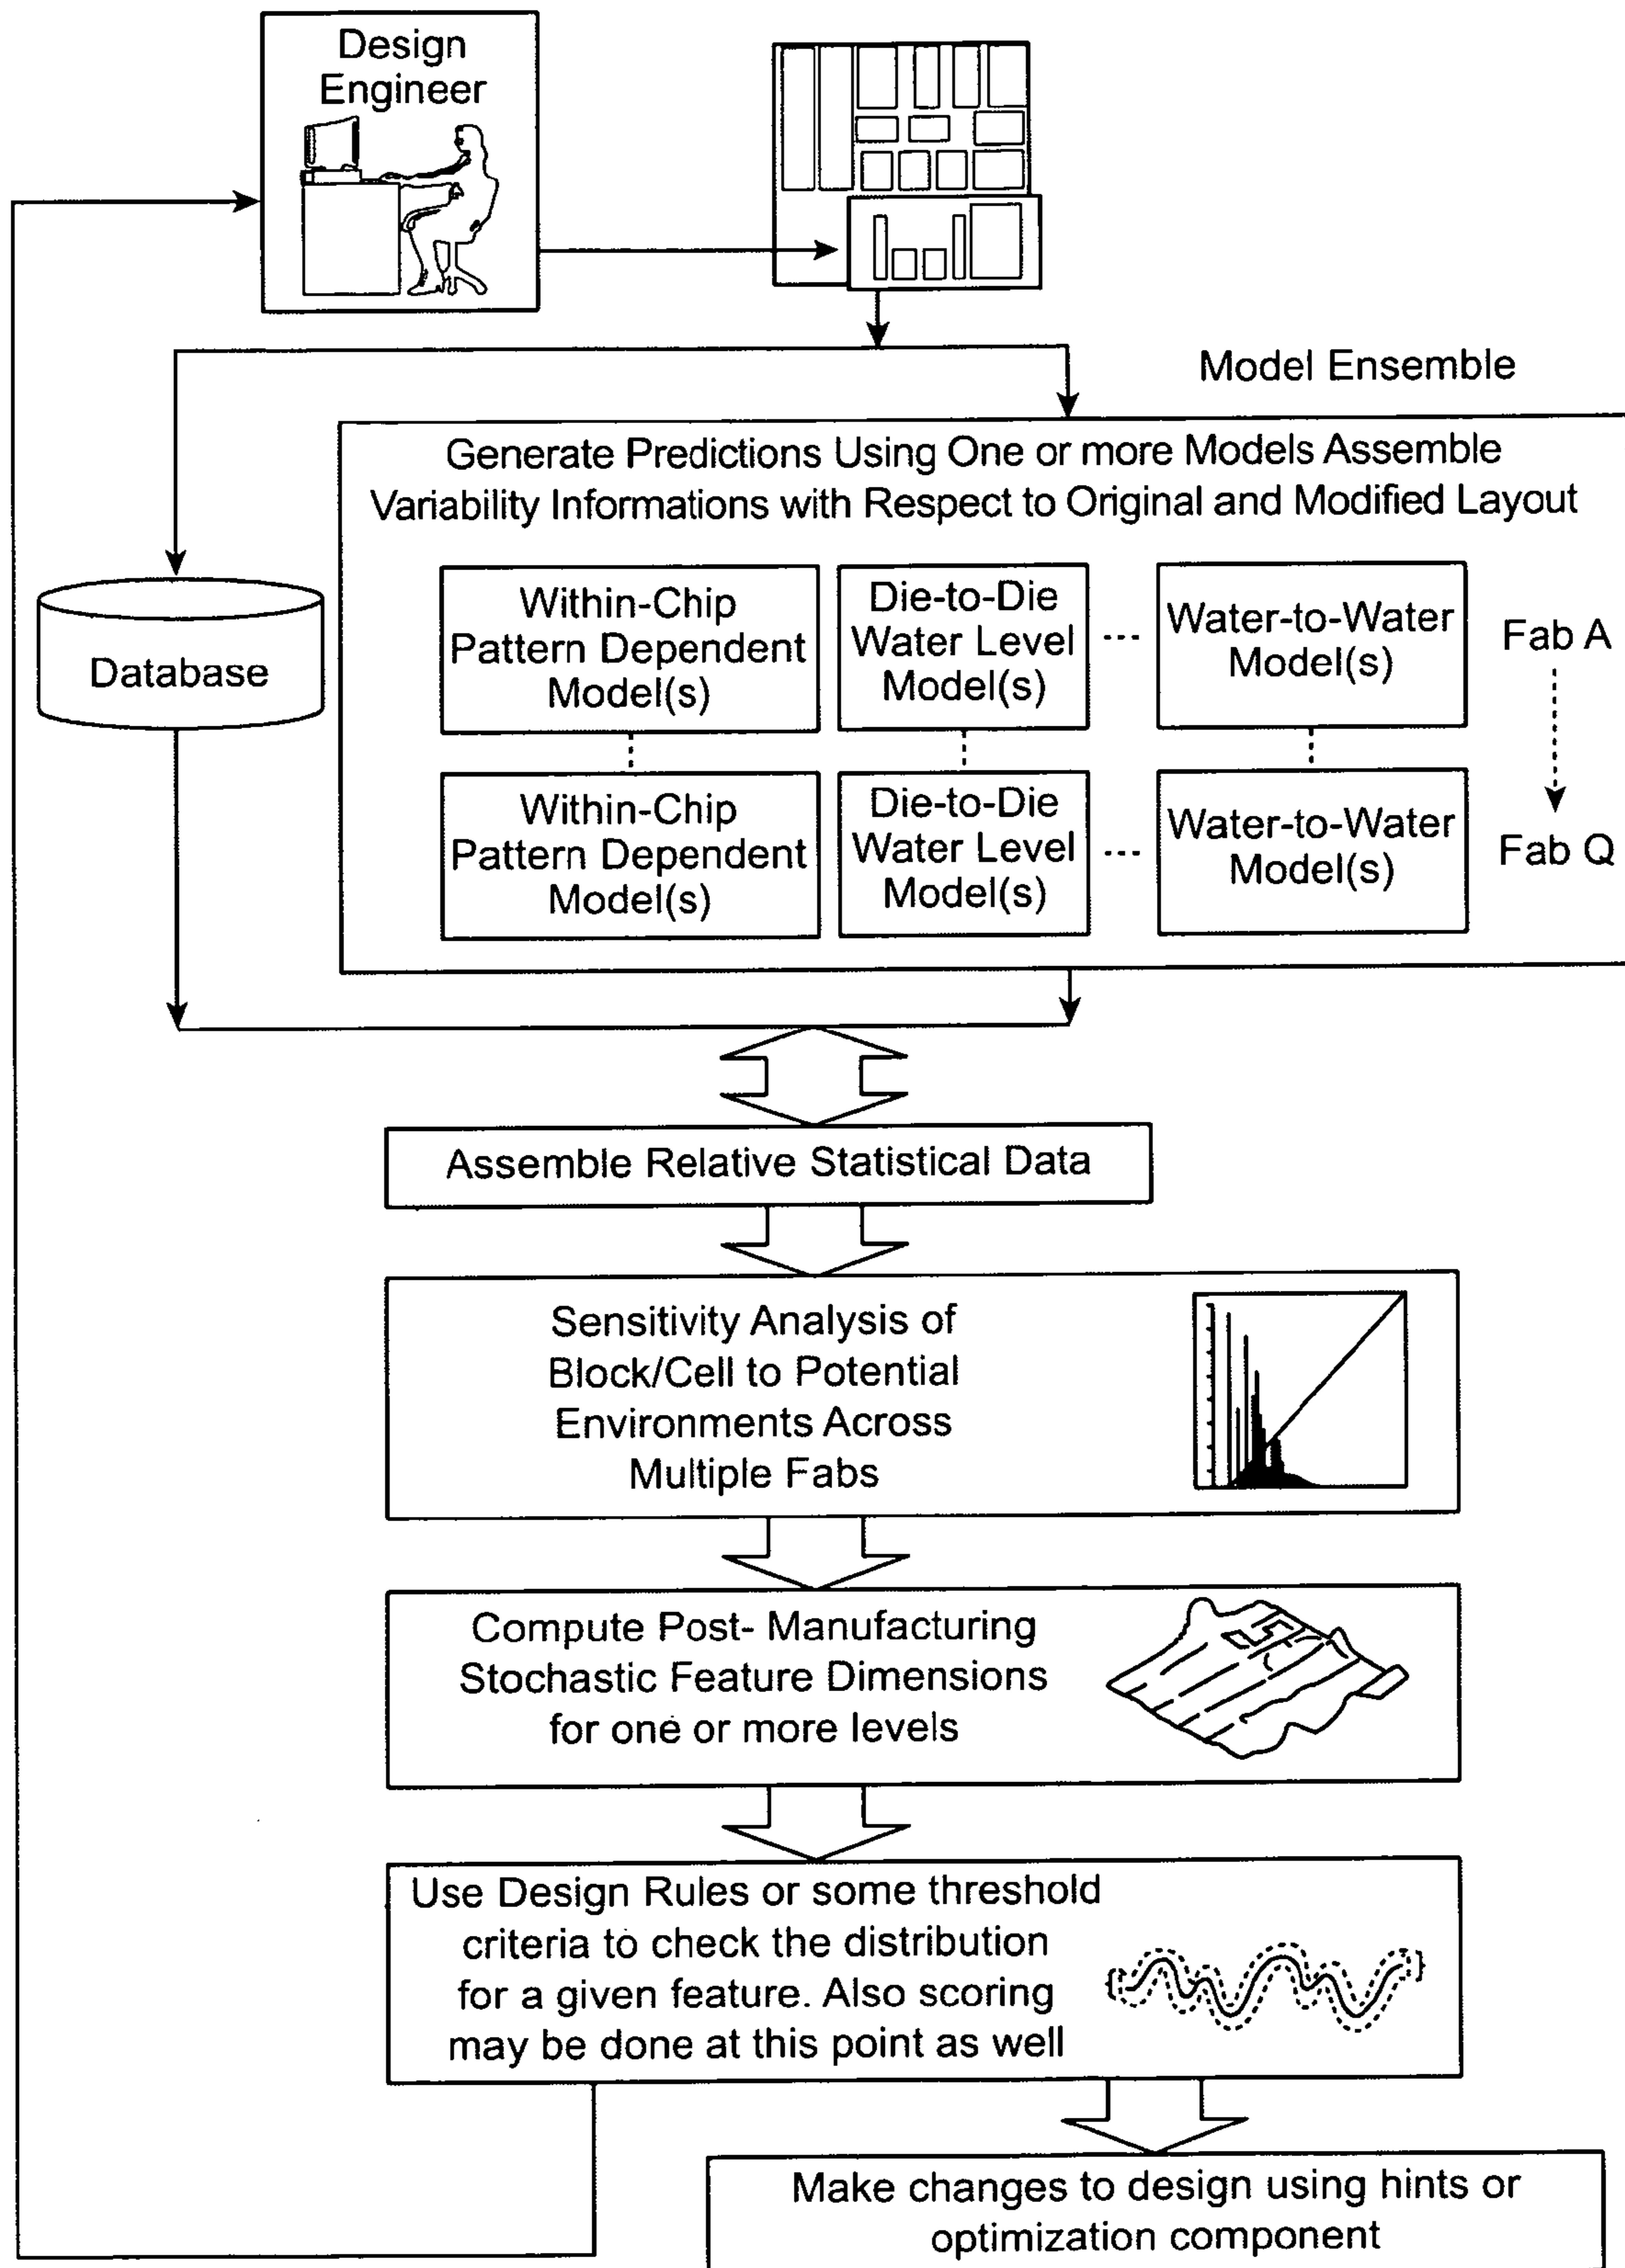 Design
Engineer
Model Ensemble
Generate Predictions Using One or more Models Assemble
Variability Informations with Respect to Original and Modified Layout
Database
Within-Chip
Pattern Dependent
Model(s)
Die-to-Die
Water Level
Model(s)
Water-to-Water
Model(s)
Fab A
Within-Chip
Pattern Dependent
Model(s)
Die-to-Die
Water Level
Model(s)
Water-to-Water
Model(s)
Fab Q
Assemble Relative Statistical Data
Sensitivity Analysis of
Block/Cell to Potential
Environments Across
Multiple Fabs
Compute Post- Manufacturing
Stochastic Feature Dimensions
for one or more levels
Use Design Rules or some threshold
criteria to check the distribution
for a given feature. Also scoring
may be done at this point as well
Make changes to design using hints or
optimization component